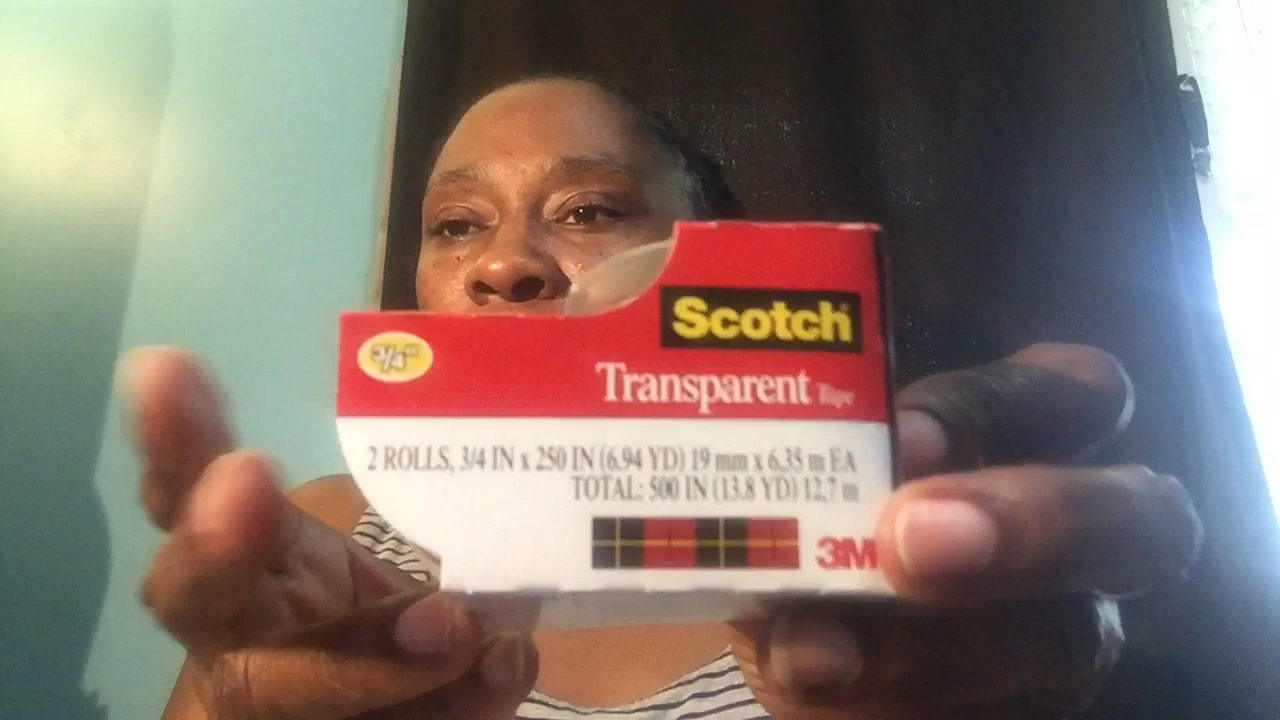 Scotch
3/4"
Transparent Tape
2 ROLLS, 3/4 IN x 250 IN (6.94 YD) 19 mm x 6,35 m EA
TOTAL: 500 IN (13.8 YD) 12,7 m
3M